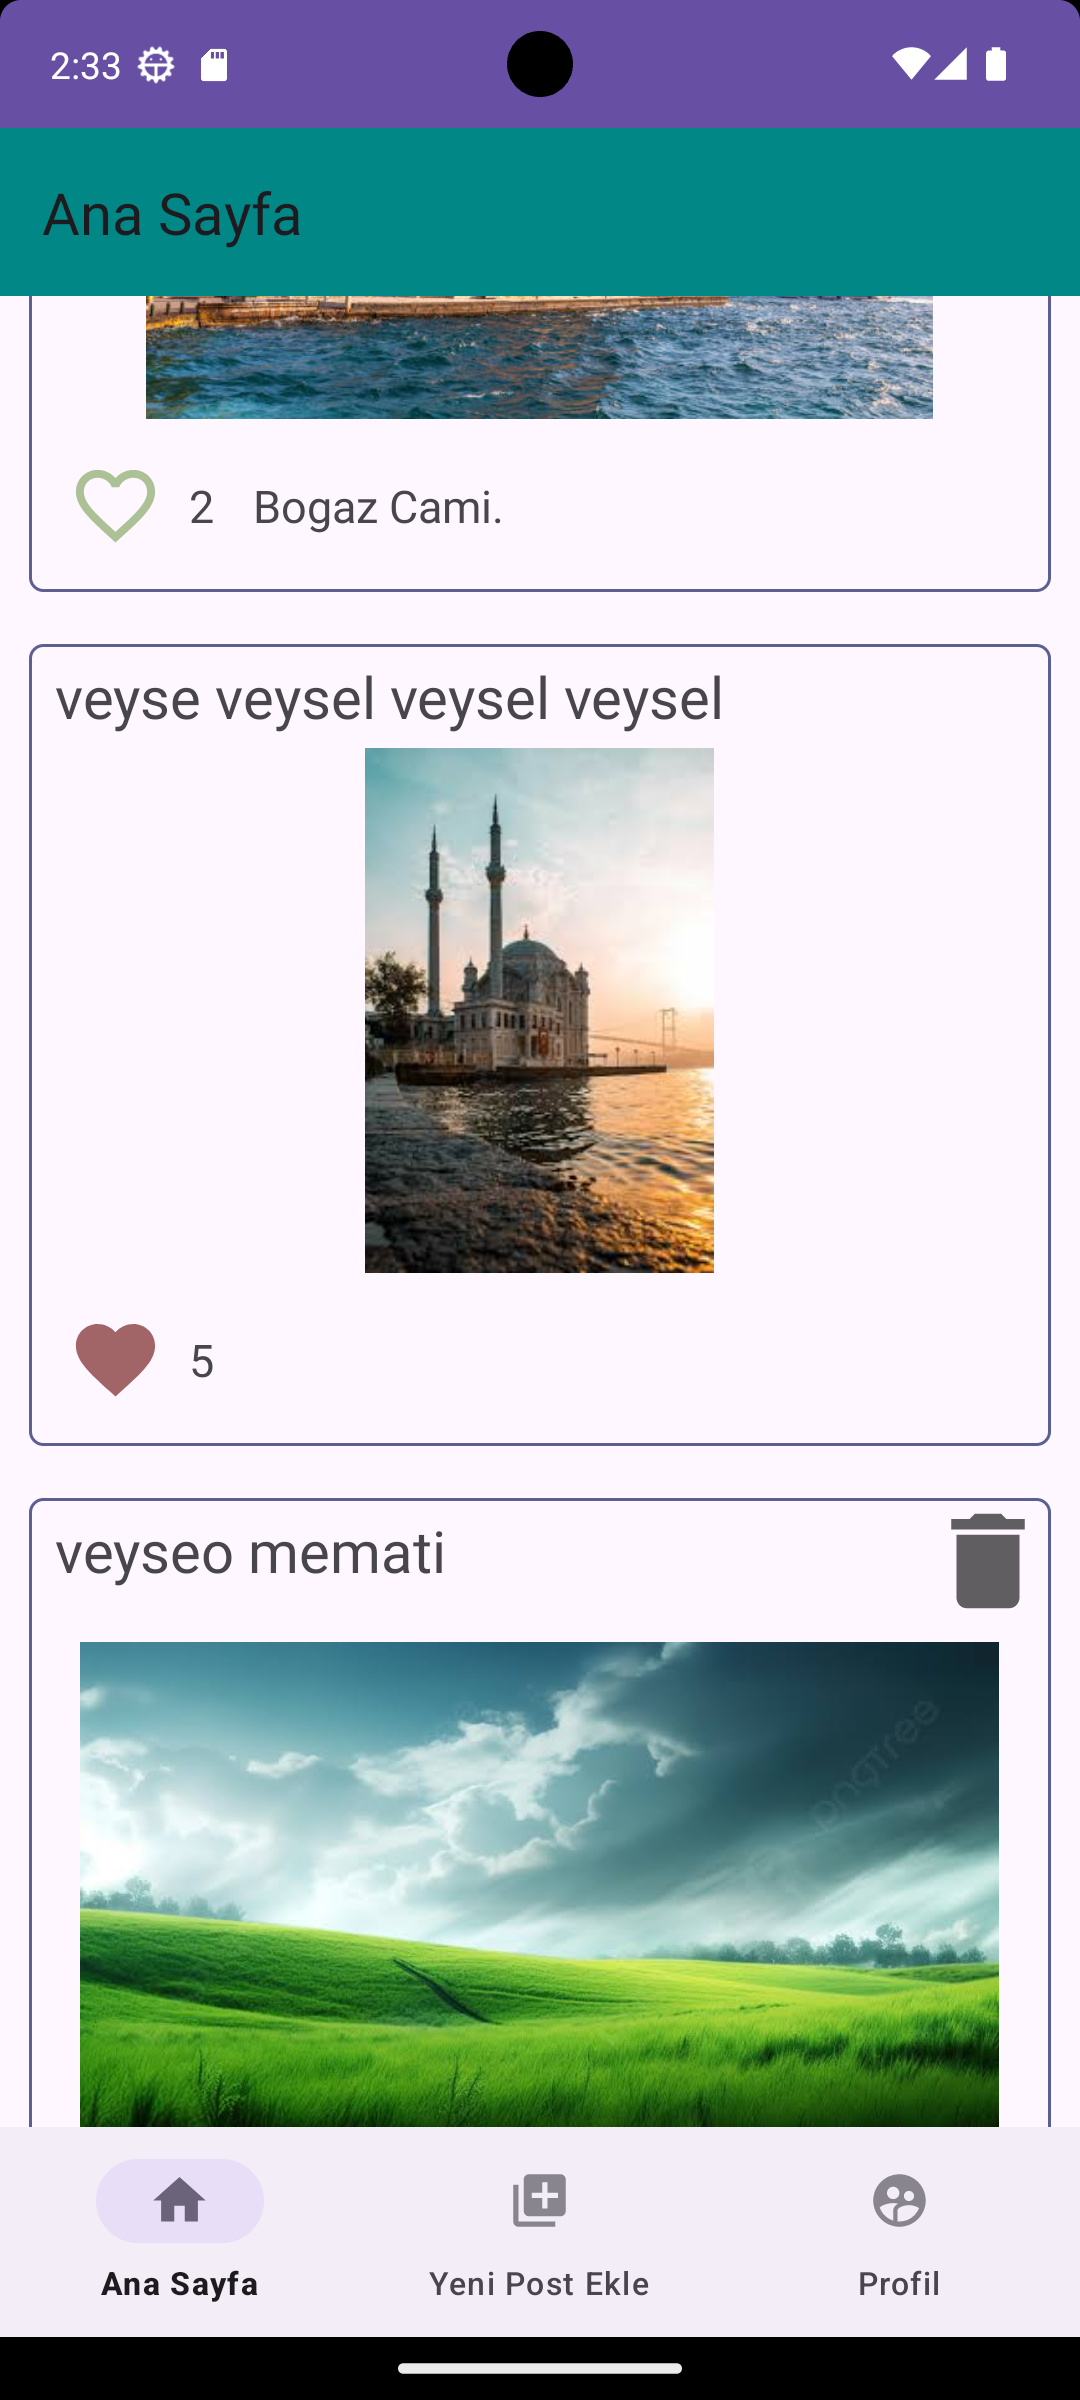 2:33
Ana Sayfa
2 Bogaz Cami.
veyse veysel veysel veysel
5
veyseo memati
pngtree
Ana Sayfa
Yeni Post Ekle
Profil